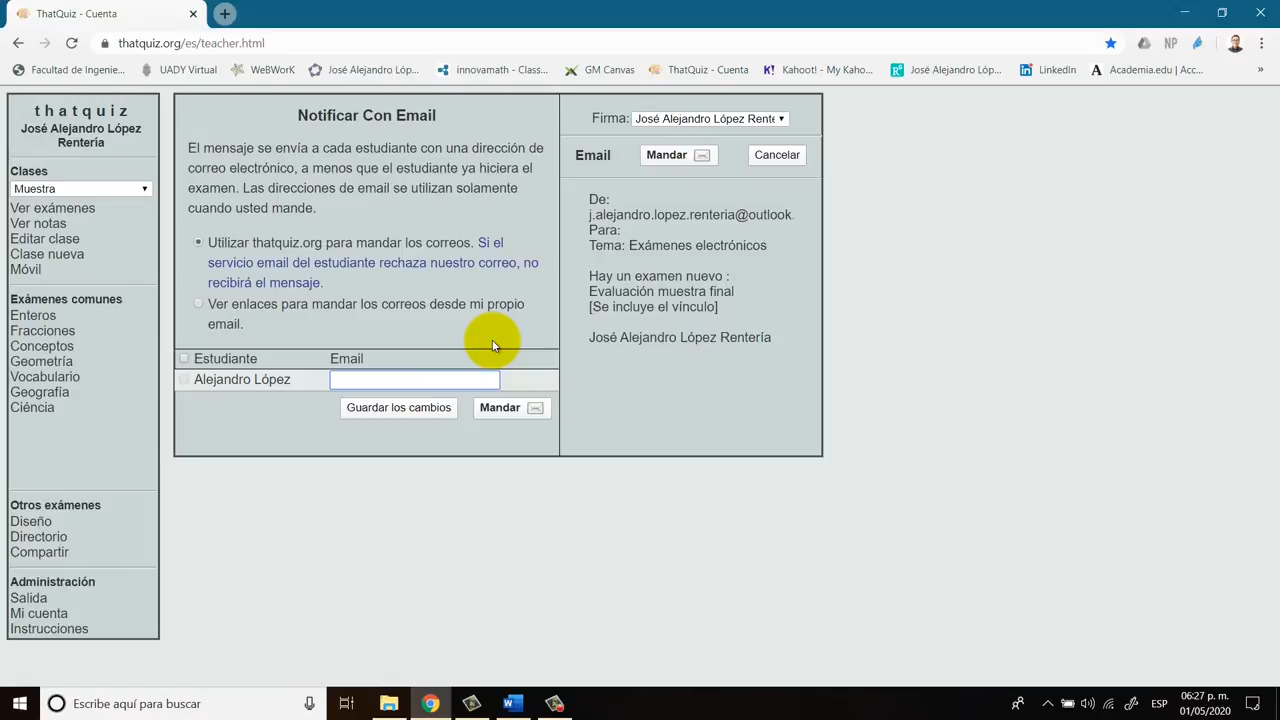 ThatQuiz - Cuenta
thatquiz.org/es/teacher.html
NP
Facultad de Ingenie...
UADY Virtual
WeBWorK
José Alejandro Lóp...
innovamath - Class...
GM Canvas
ThatQuiz - Cuenta
K! Kahoot! - My Kaho...
José Alejandro Lóp...
LinkedIn
Academia.edu | Acc...
»
thatquiz
José Alejandro López
Rentería
Clases
Muestra
Ver exámenes
Ver notas
Editar clase
Clase nueva
Móvil
Exámenes comunes
Enteros
Fracciones
Conceptos
Geometría
Vocabulario
Geografía
Ciéncia
Otros exámenes
Diseño
Directorio
Compartir
Administración
Salida
Mi cuenta
Instrucciones
Notificar Con Email
El mensaje se envía a cada estudiante con una dirección
de correo electrónico, a menos que el estudiante ya hiciera el
examen. Las direcciones de email se utilizan solamente
cuando usted mande.
Utilizar thatquiz.org para mandar los correos. Si el
servicio email del estudiante rechaza nuestro correo, no
recibirá el mensaje.
Ver enlaces para mandar los correos desde mi propio
email.
Estudiante Email
Alejandro López
Guardar los cambios Mandar
Firma: José Alejandro López Rente
Email Mandar Cancelar
De:
j.alejandro.lopez.renteria@outlook.
Para:
Tema: Exámenes electrónicos
Hay un examen nuevo :
Evaluación muestra final
[Se incluye el vínculo]
José Alejandro López Rentería
Escribe aquí para buscar
ESP
06:27 p. m.
01/05/2020